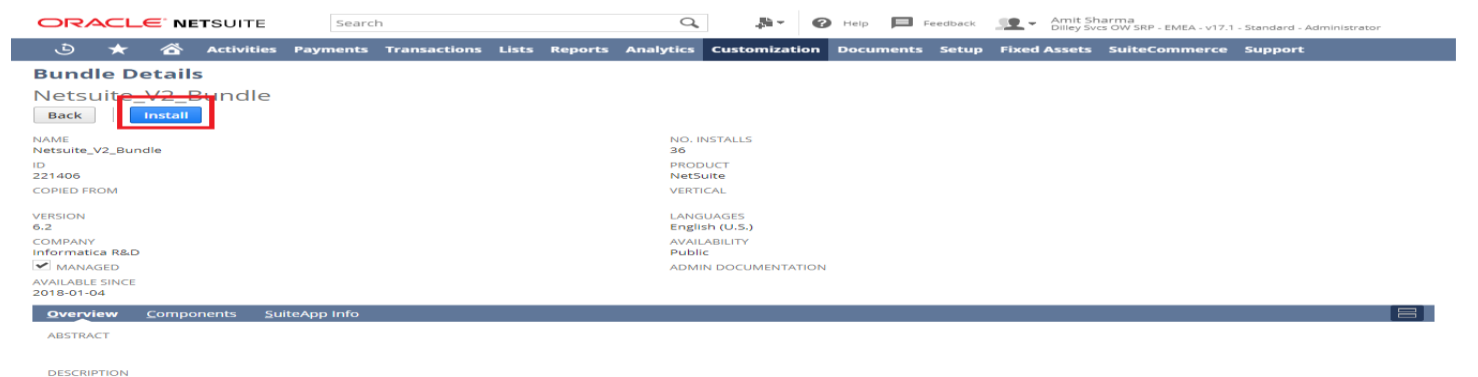 ORACLE NETSUITE Search Help Feedback Amit Sharma
Dilley Svcs OW SRP - EMEA - v17.1 - Standard - Administrator
Activities Payments Transactions Lists Reports Analytics Customization Documents Setup Fixed Assets SuiteCommerce Support
Bundle Details
Netsuite_V2_Bundle
Back Install
NAME NO. INSTALLS
Netsuite_V2_Bundle 36
ID PRODUCT
221406 NetSuite
COPIED FROM VERTICAL
VERSION LANGUAGES
6.2 English (U.S.)
COMPANY AVAILABILITY
Informatica R&D Public
MANAGED ADMIN DOCUMENTATION
AVAILABLE SINCE
2018-01-04
Overview Components SuiteApp Info
ABSTRACT
DESCRIPTION